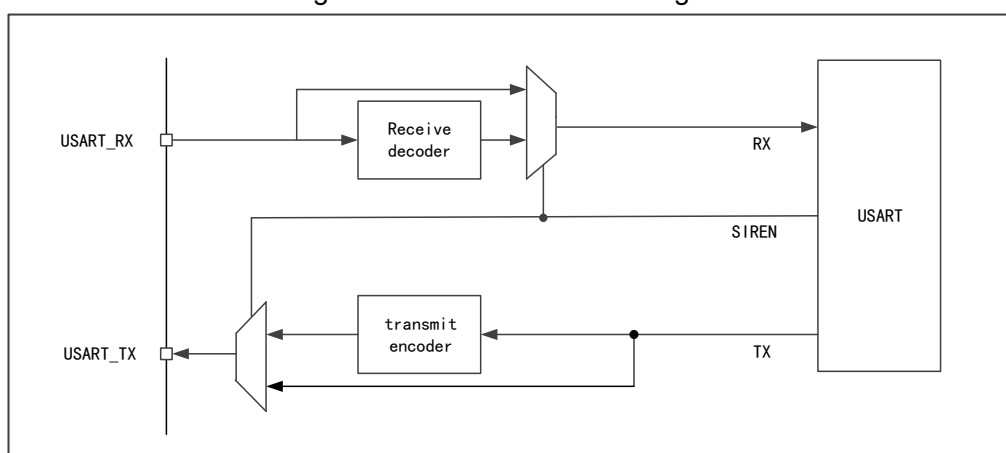 USART_RX
Receive
decoder
RX
USART
SIREN
transmit
encoder
USART_TX
TX